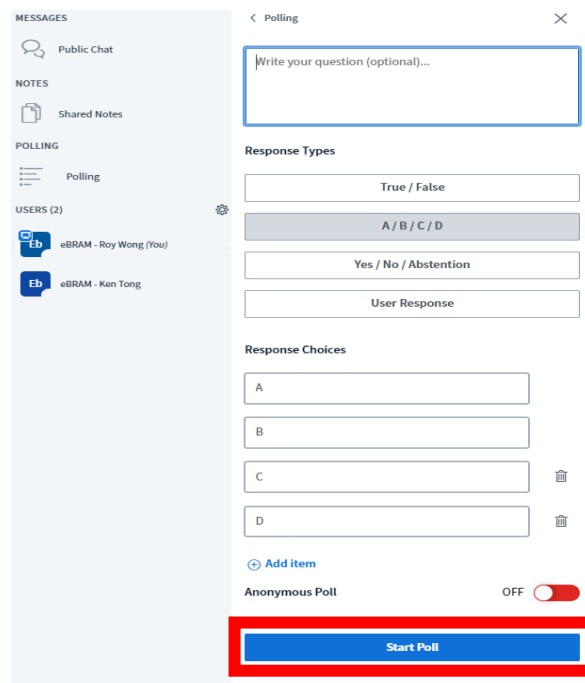 MESSAGES
Public Chat
NOTES
Shared Notes
POLLING
Polling
USERS (2)
Eb eBRAM - Roy Wong (You)
Eb eBRAM - Ken Tong
< Polling
Write your question (optional)...
Response Types
True / False
A / B / C / D
Yes / No / Abstention
User Response
Response Choices
A
B
C
D
Add item
Anonymous Poll OFF
Start Poll